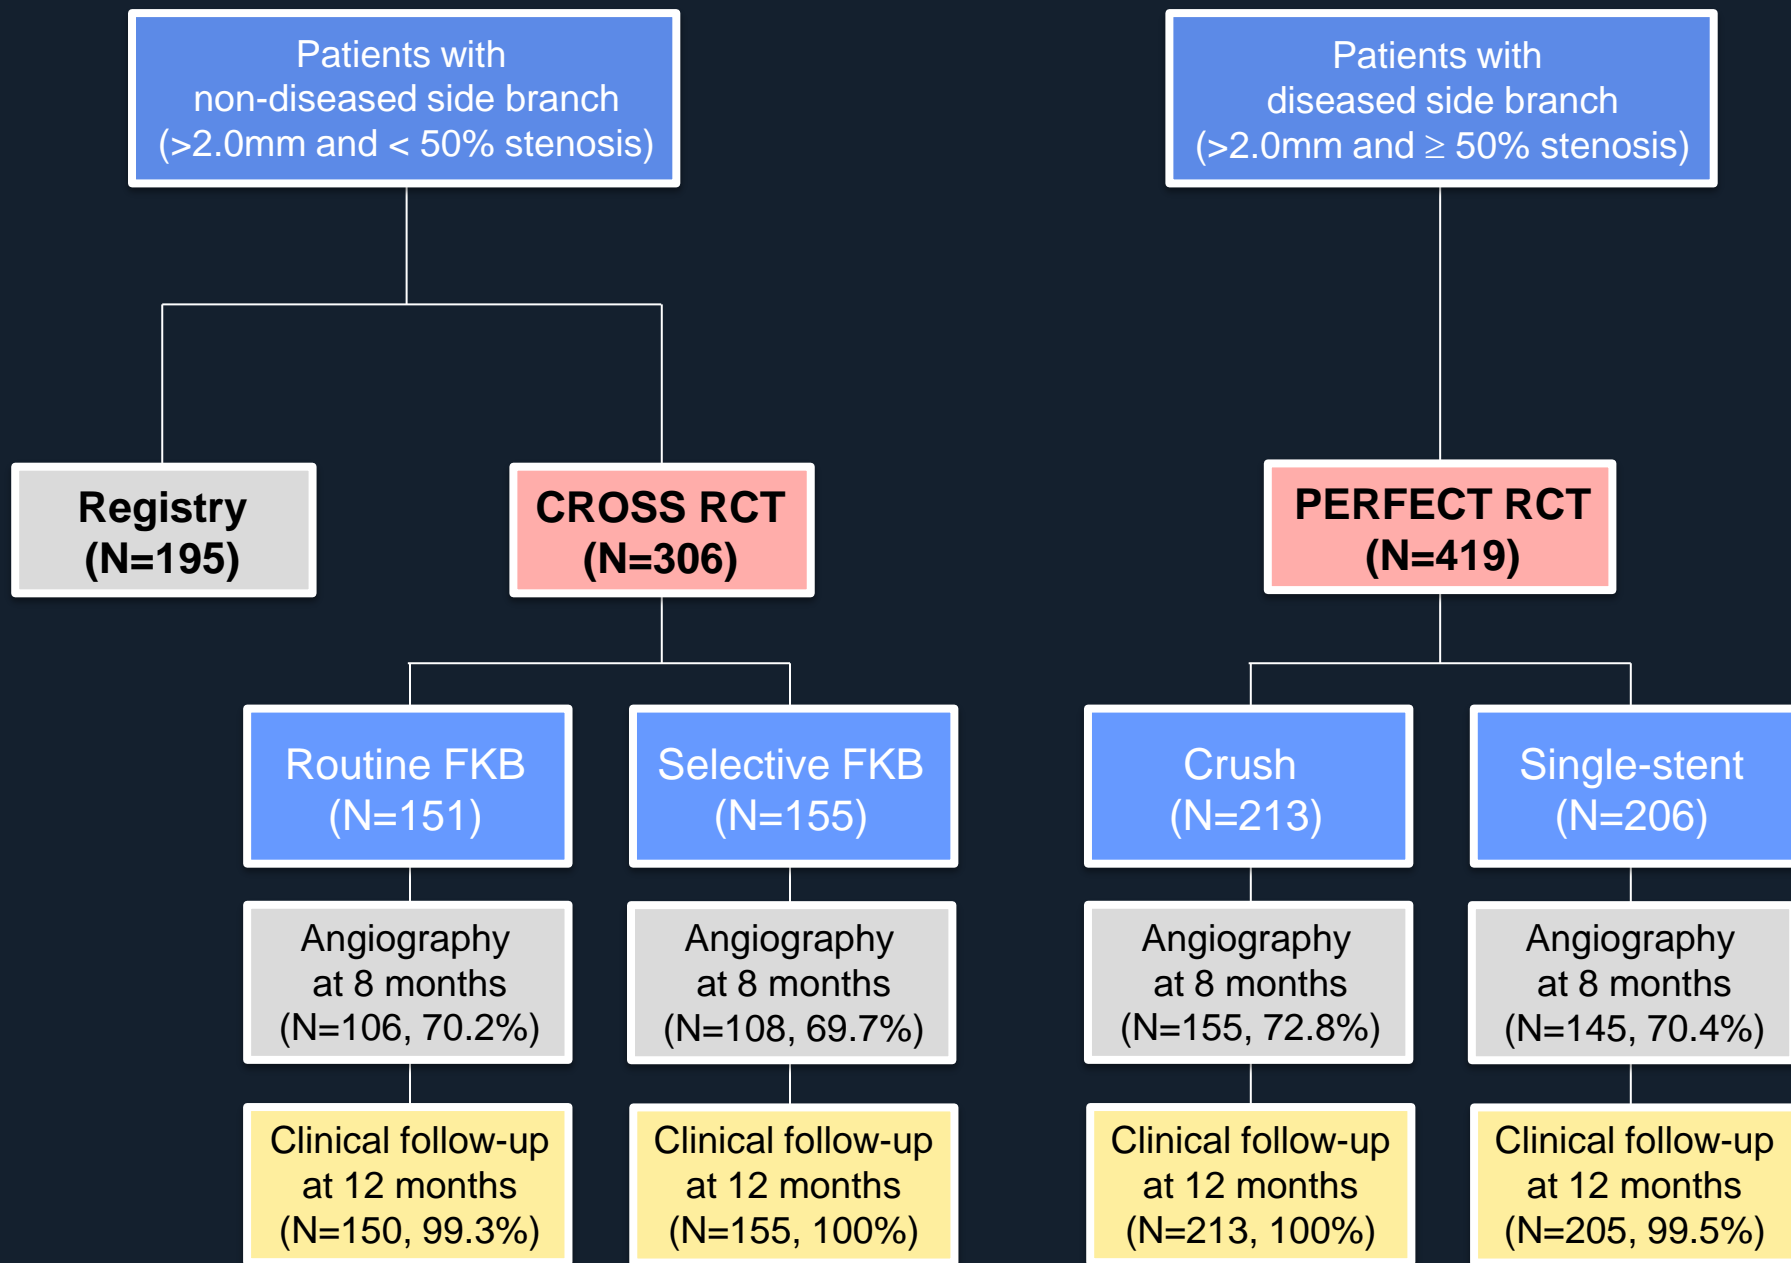 Patients with
non-diseased side branch
(>2.0mm and < 50% stenosis)
Patients with
diseased side branch
(>2.0mm and ≥ 50% stenosis)
Registry
(N=195)
CROSS RCT
(N=306)
PERFECT RCT
(N=419)
Routine FKB
(N=151)
Selective FKB
(N=155)
Crush
(N=213)
Single-stent
(N=206)
Angiography
at 8 months
(N=106, 70.2%)
Angiography
at 8 months
(N=108, 69.7%)
Angiography
at 8 months
(N=155, 72.8%)
Angiography
at 8 months
(N=145, 70.4%)
Clinical follow-up
at 12 months
(N=150, 99.3%)
Clinical follow-up
at 12 months
(N=155, 100%)
Clinical follow-up
at 12 months
(N=213, 100%)
Clinical follow-up
at 12 months
(N=205, 99.5%)